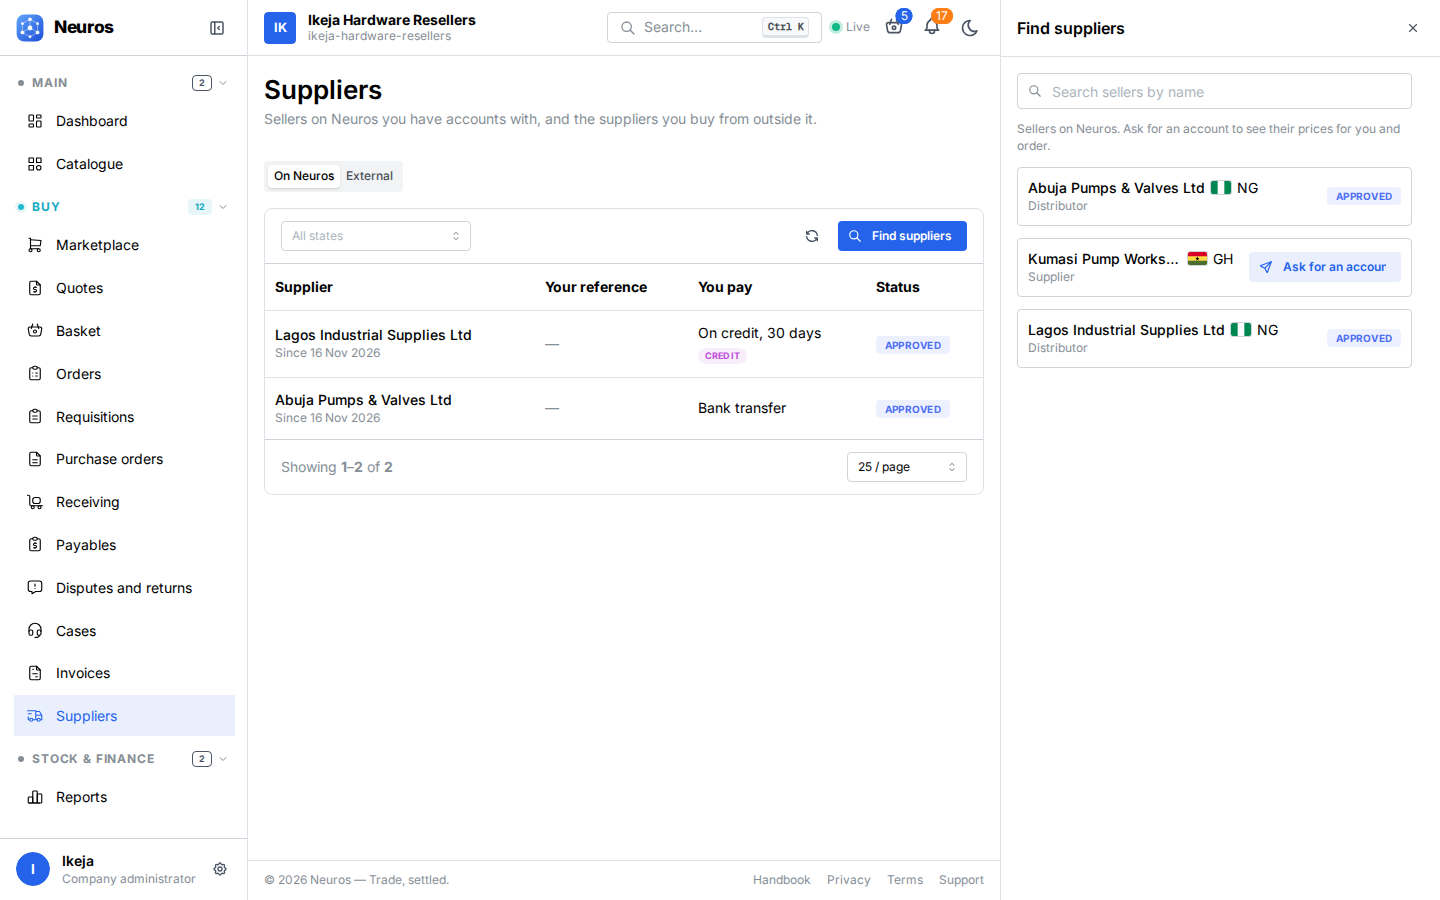 Neuros
MAIN 2
Dashboard
Catalogue
BUY 12
Marketplace
Quotes
Basket
Orders
Requisitions
Purchase orders
Receiving
Payables
Disputes and returns
Cases
Invoices
Suppliers
STOCK & FINANCE 2
Reports
I
Ikeja
Company administrator
IK
Ikeja Hardware Resellers
ikeja-hardware-resellers
Search... Ctrl K
Live
5
17
Suppliers
Sellers on Neuros you have accounts with, and the suppliers you buy from outside it.
On Neuros External
All states
Find suppliers
Supplier Your reference You pay Status
Lagos Industrial Supplies Ltd
Since 16 Nov 2026
—
On credit, 30 days
CREDIT
APPROVED
Abuja Pumps & Valves Ltd
Since 16 Nov 2026
—
Bank transfer
APPROVED
Showing 1–2 of 2
25 / page
© 2026 Neuros — Trade, settled.
Handbook Privacy Terms Support
Find suppliers
Search sellers by name
Sellers on Neuros. Ask for an account to see their prices for you and
order.
Abuja Pumps & Valves Ltd NG
Distributor
APPROVED
Kumasi Pump Works... GH
Supplier
Ask for an accour
Lagos Industrial Supplies Ltd NG
Distributor
APPROVED